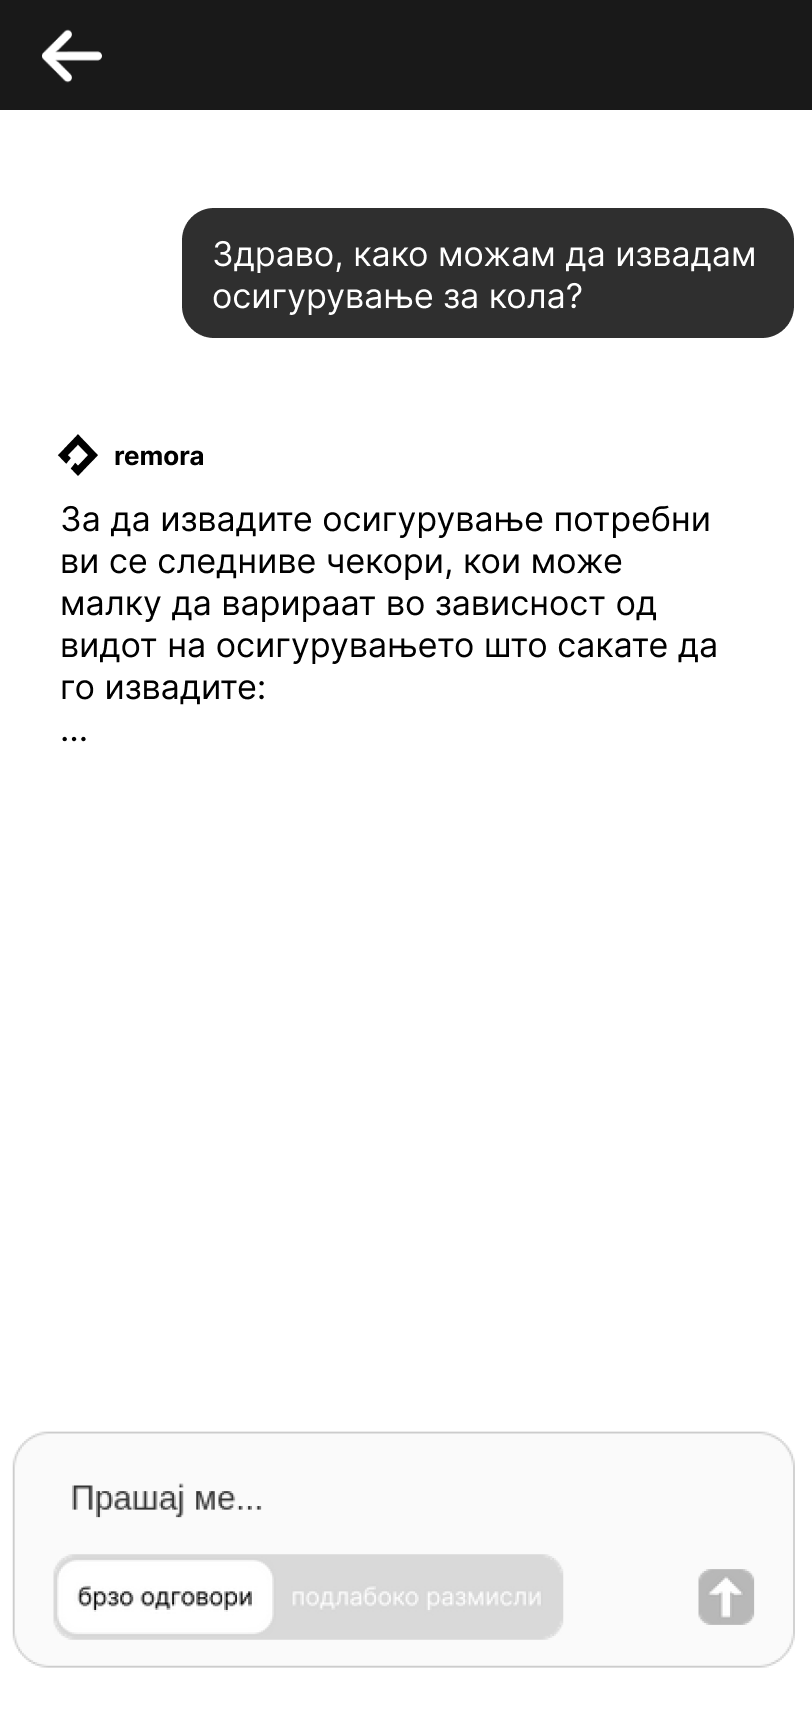 Здраво, како можам да извадам
осигурување за кола?
remora
За да извадите осигурување потребни
ви се следниве чекори, кои може
малку да варираат во зависност од
видот на осигурувањето што сакате да
го извадите:
...
Прашај ме...
брзо одговори подлабоко размисли